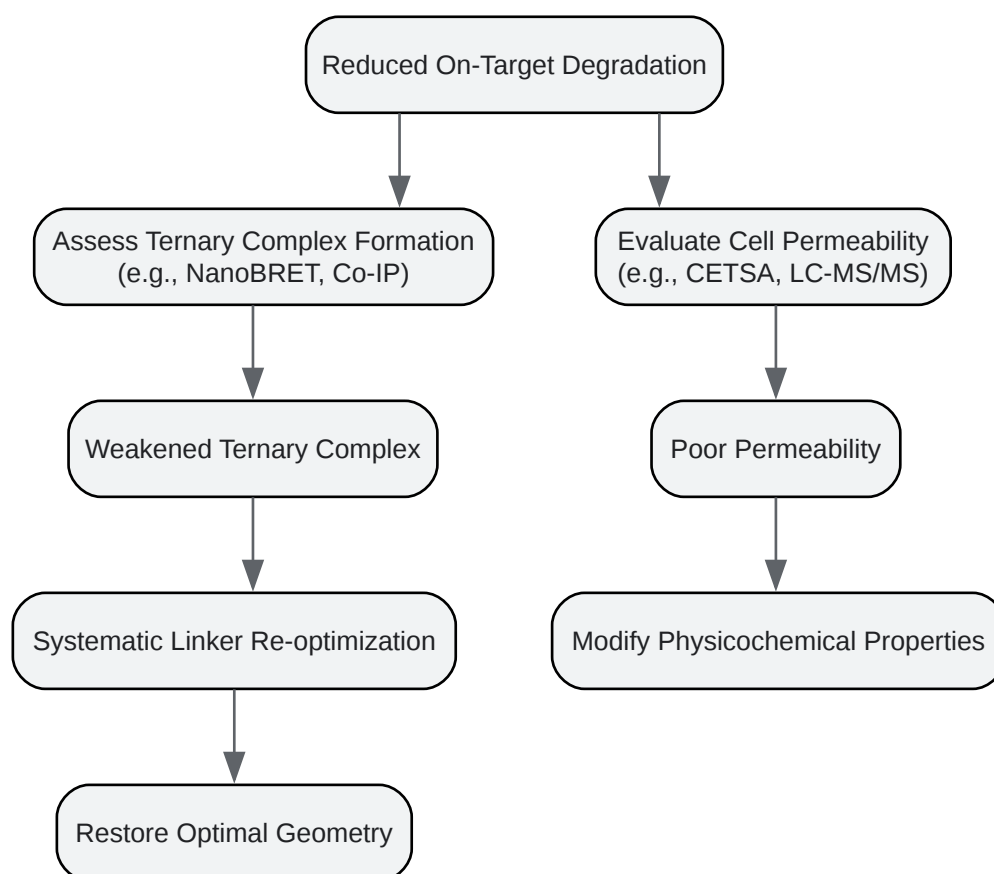 Reduced On-Target Degradation
Assess Ternary Complex Formation
(e.g., NanoBRET, Co-IP)
Evaluate Cell Permeability
(e.g., CETSA, LC-MS/MS)
Weakened Ternary Complex
Poor Permeability
Systematic Linker Re-optimization
Modify Physicochemical Properties
Restore Optimal Geometry